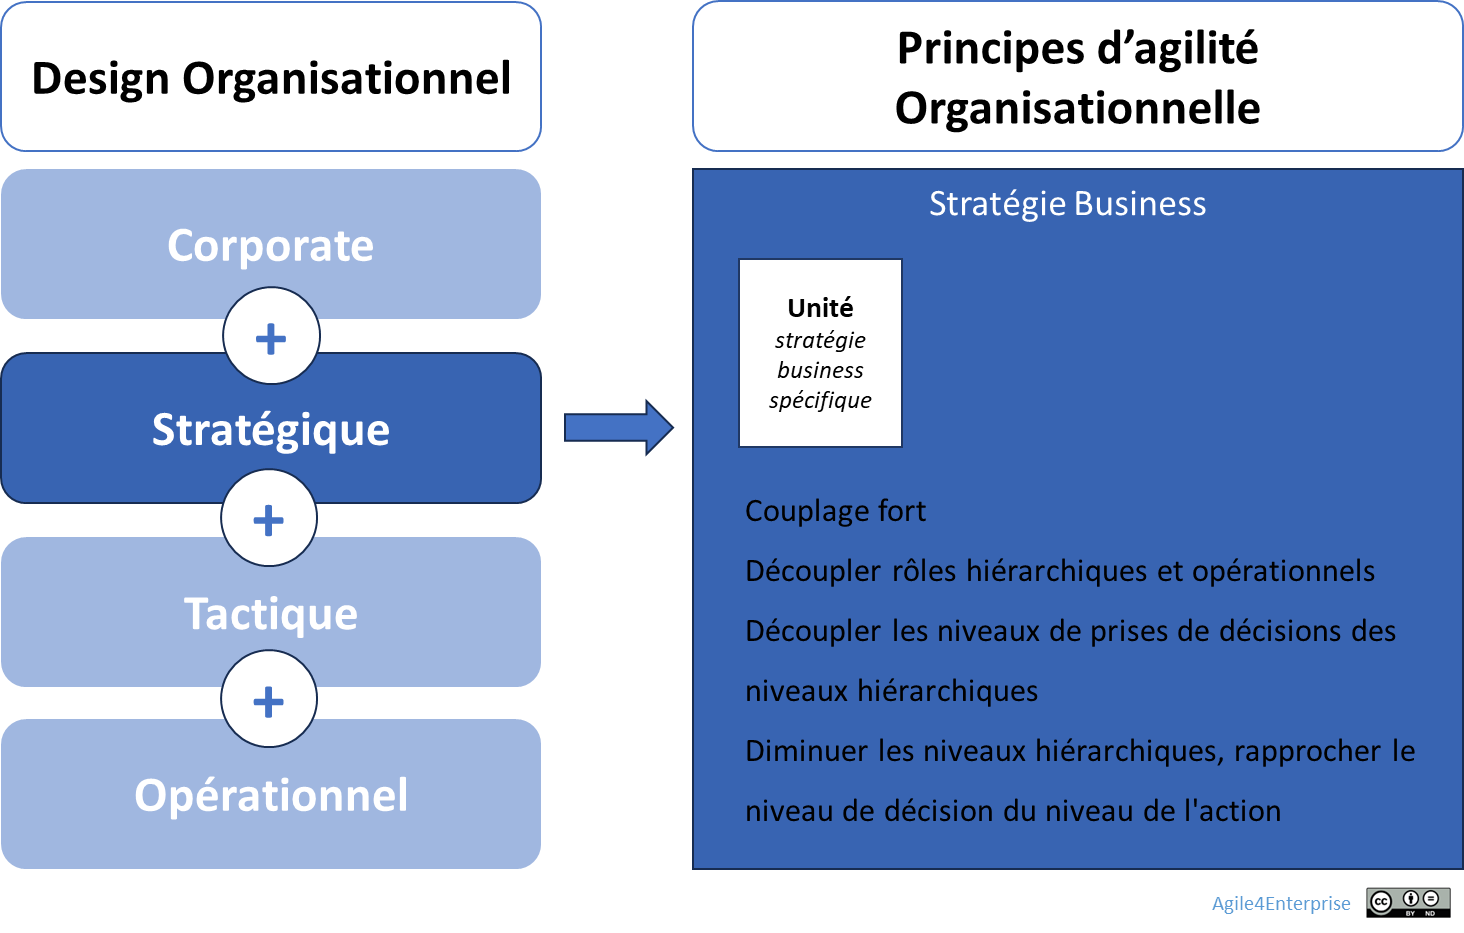 Design Organisationnel
Corporate
+
Stratégique
+
Tactique
+
Opérationnel
Principes d’agilité
Organisationnelle
Stratégie Business
Unité
stratégie
business
spécifique
Couplage fort
Découpler rôles hiérarchiques et opérationnels
Découpler les niveaux de prises de décisions des
niveaux hiérarchiques
Diminuer les niveaux hiérarchiques, rapprocher le
niveau de décision du niveau de l'action
Agile4Enterprise
cc
BY ND